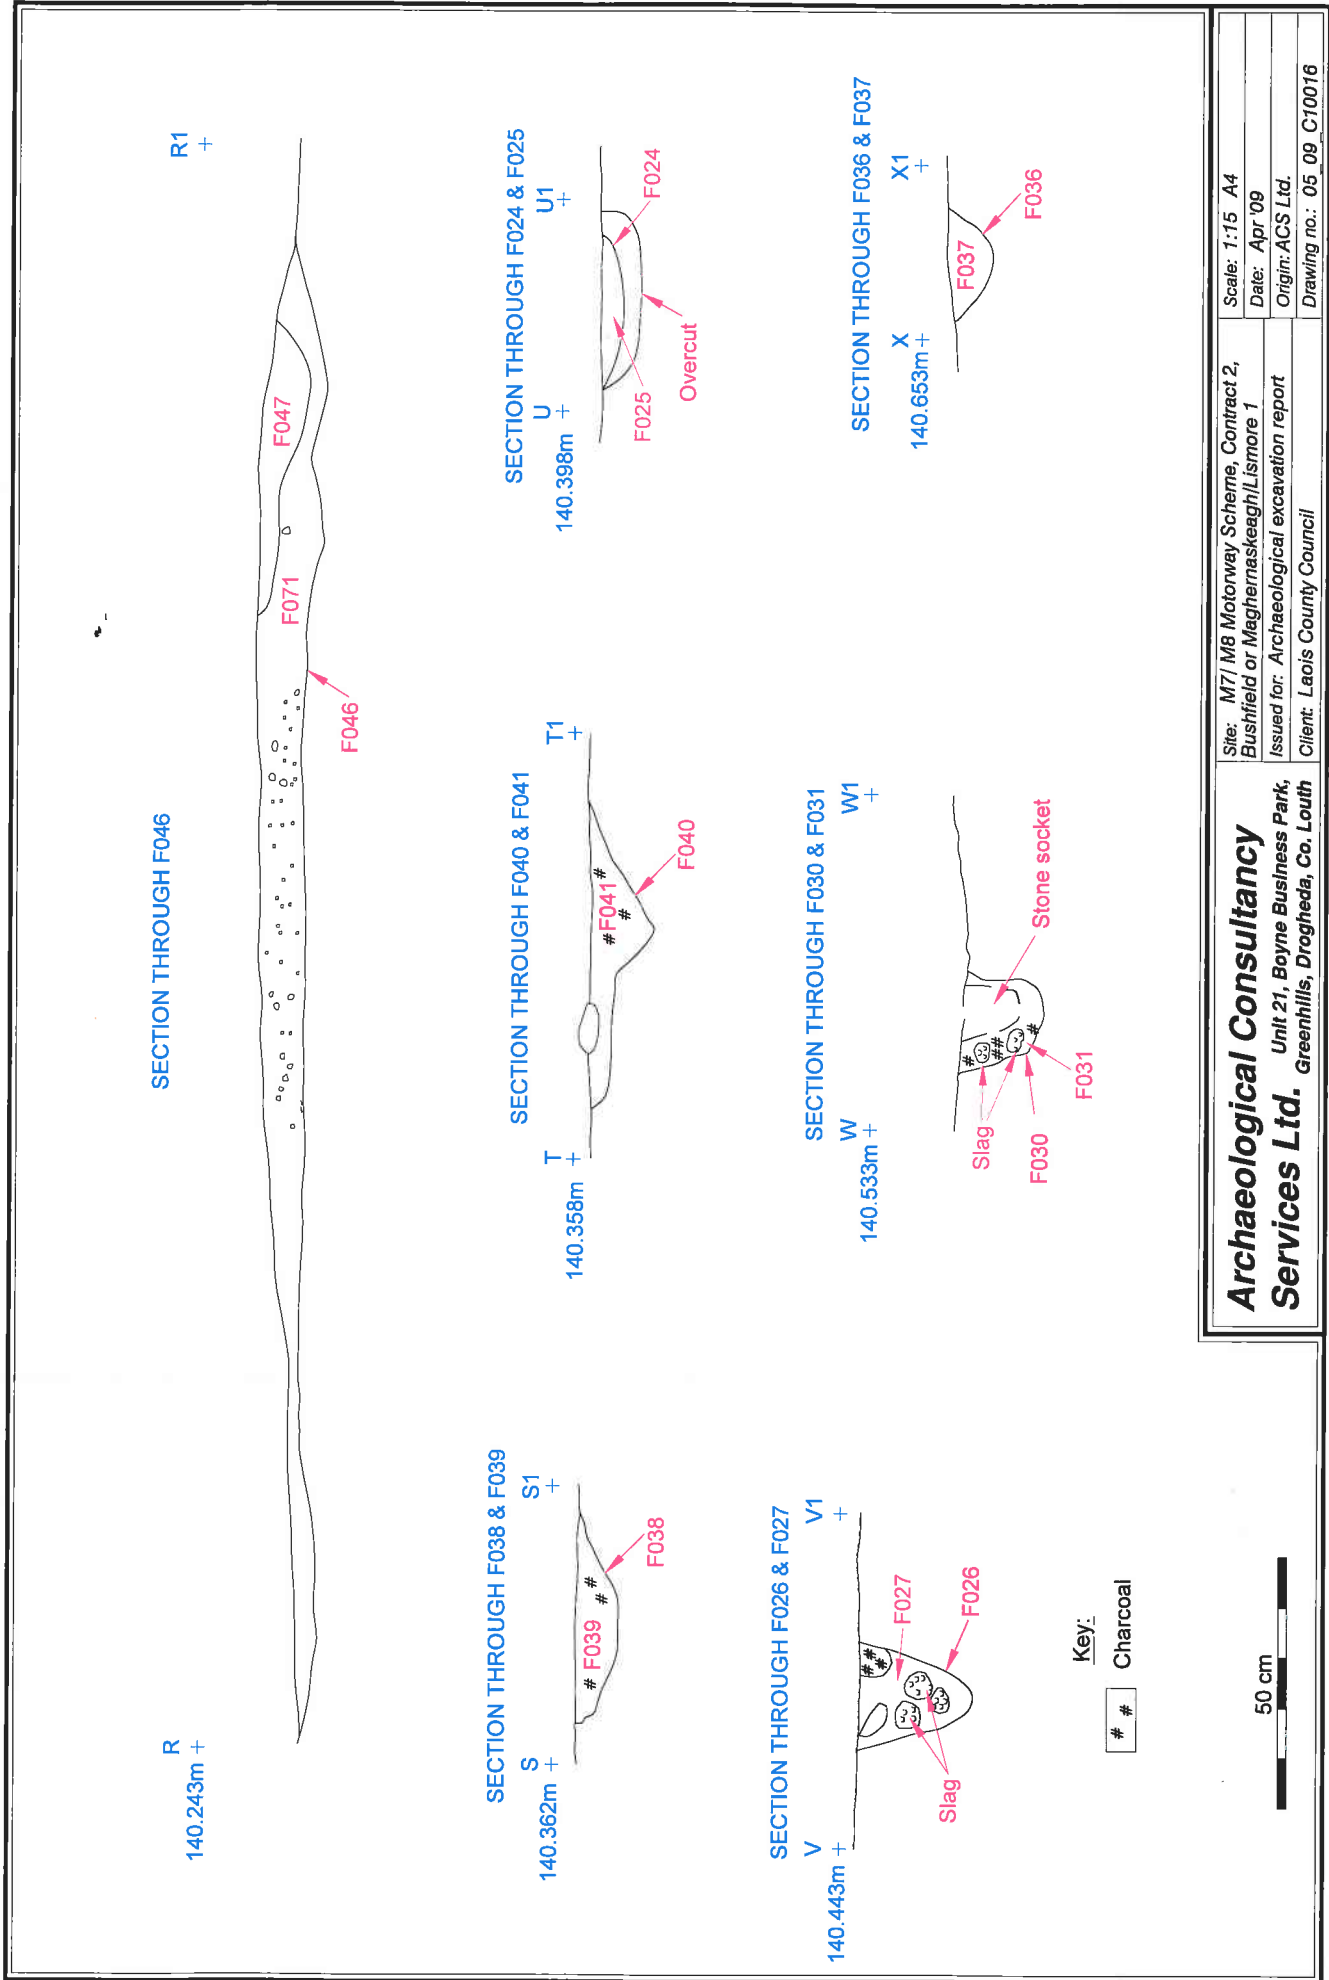 SECTION THROUGH F046
R
140.243m
R1
F047
F071
F046
SECTION THROUGH F038 & F039
S
140.362m
S1
F039
F038
SECTION THROUGH F040 & F041
T
140.358m
T1
F041
F040
SECTION THROUGH F024 & F025
U
140.398m
U1
F025
F024
Overcut
SECTION THROUGH F026 & F027
V
140.443m
V1
F027
F026
Slag
SECTION THROUGH F030 & F031
W
140.533m
W1
Slag
F030
F031
Stone socket
SECTION THROUGH F036 & F037
X
140.653m
X1
F037
F036
Key:
# # Charcoal
50 cm
Archaeological Consultancy
Services Ltd.
Unit 21, Boyne Business Park,
Greenhills, Drogheda, Co. Louth
Site: M7/ M8 Motorway Scheme, Contract 2,
Bushfield or Maghernaskeagh/Lismore 1
Issued for: Archaeological excavation report
Client: Laois County Council
Scale: 1:15 A4
Date: Apr '09
Origin: ACS Ltd.
Drawing no.: 05_09_C10016